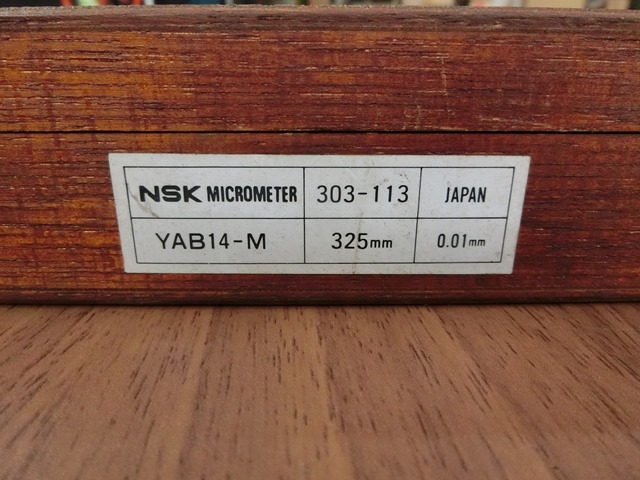 NSK MICROMETER 303-113 JAPAN
YAB14-M 325mm 0.01mm